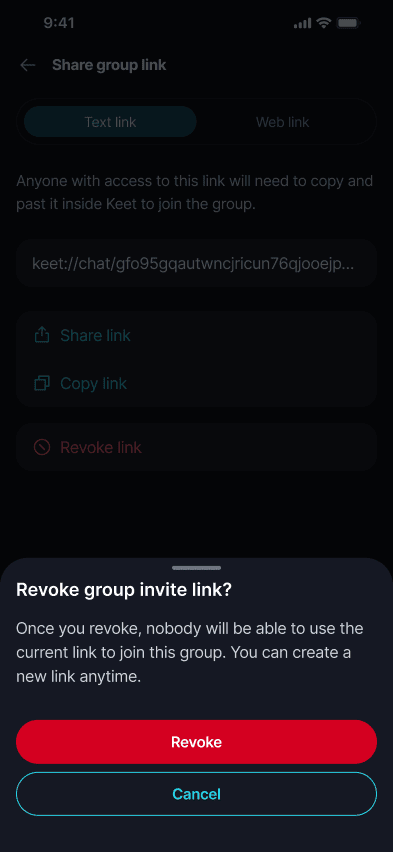 9:41
Share group link
Text link
Web link
Anyone with access to this link will need to copy and
past it inside Keet to join the group.
keet://chat/gfo95gqautwncjricun76qjooejp...
Share link
Copy link
Revoke link
Revoke group invite link?
Once you revoke, nobody will be able to use the
current link to join this group. You can create a
new link anytime.
Revoke
Cancel